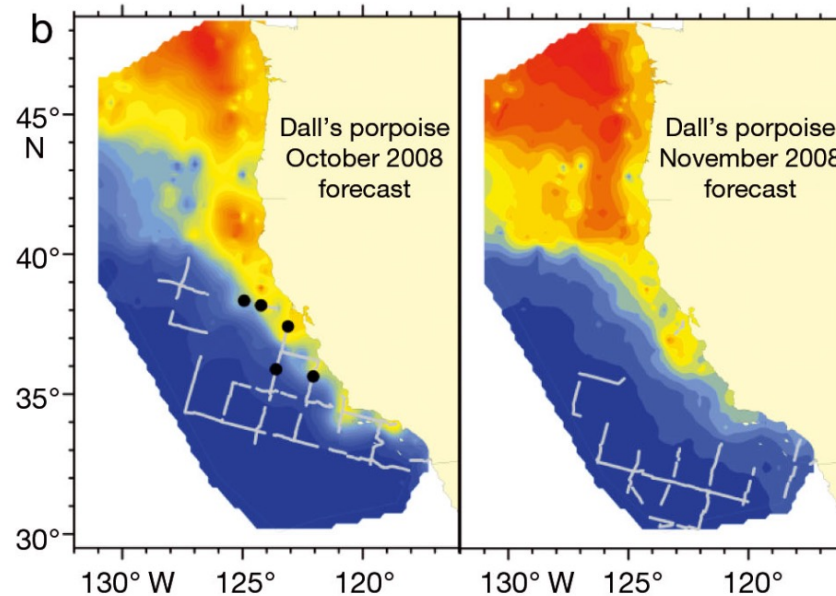 b
Dall's porpoise
October 2008
forecast
Dall's porpoise
November 2008
forecast
45°
N
40°
35°
30°
130° W
125°
120°
130° W
125°
120°